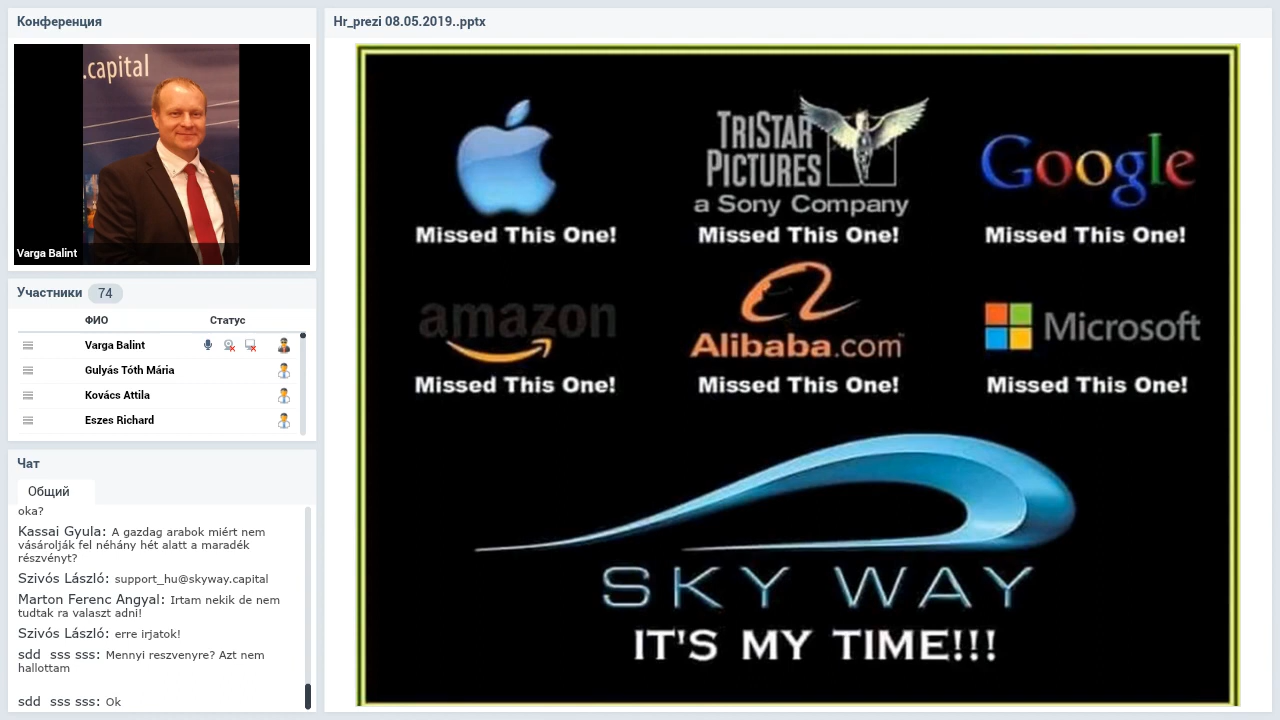 Конференция
.capital
Varga Balint
Участники 74
ФИО Статус
Varga Balint
Gulyás Tóth Mária
Kovács Attila
Eszes Richard
Чат
Общий
oka?
Kassai Gyula: A gazdag arabok miért nem
vásárolják fel néhány hét alatt a maradék
részvényt?
Szivós László: support_hu@skyway.capital
Marton Ferenc Angyal: Irtam nekik de nem
tudtak ra valaszt adni!
Szivós László: erre irjatok!
sdd sss sss: Mennyi reszvenyre? Azt nem
hallottam
sdd sss sss: Ok
Hr_prezi 08.05.2019..pptx
TRISTAR
PICTURES
a Sony Company
Google
Missed This One! Missed This One! Missed This One!
amazon
Alibaba.com
Microsoft
Missed This One! Missed This One! Missed This One!
SKY WAY
IT'S MY TIME!!!